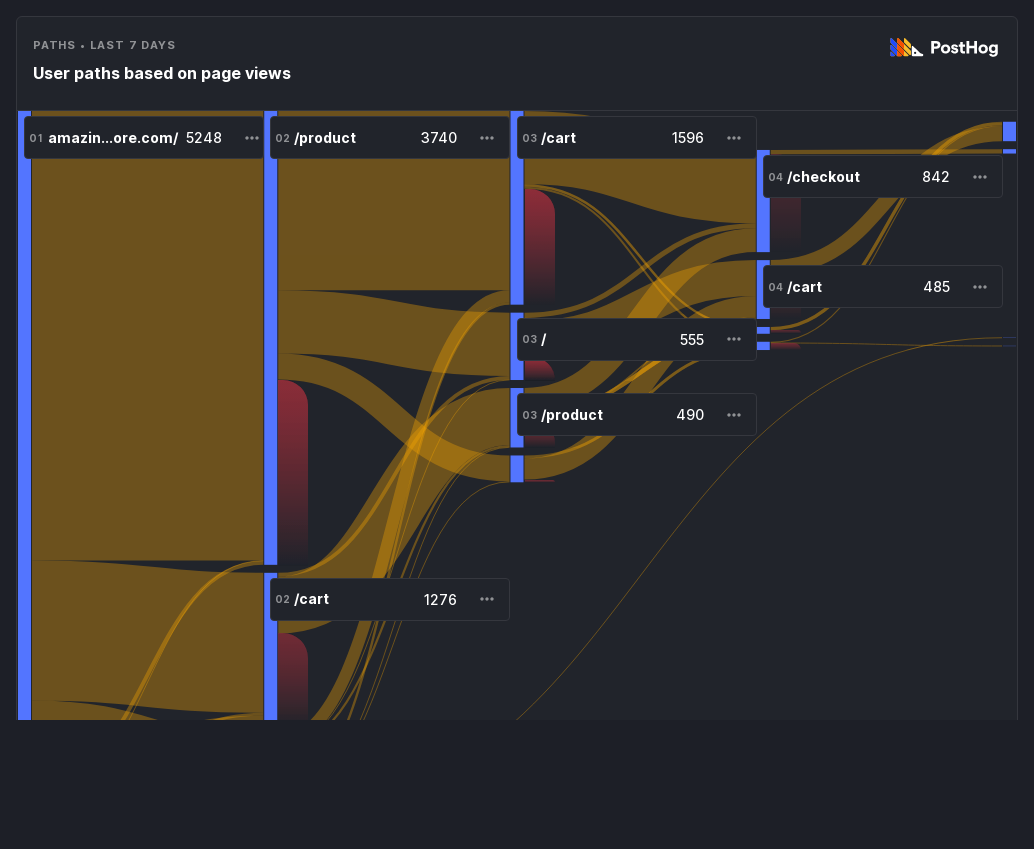 PATHS • LAST 7 DAYS
PostHog
User paths based on page views
01 amazin...ore.com/ 5248
02 /product 3740
03 /cart 1596
04 /checkout 842
04 /cart 485
03 / 555
03 /product 490
02 /cart 1276